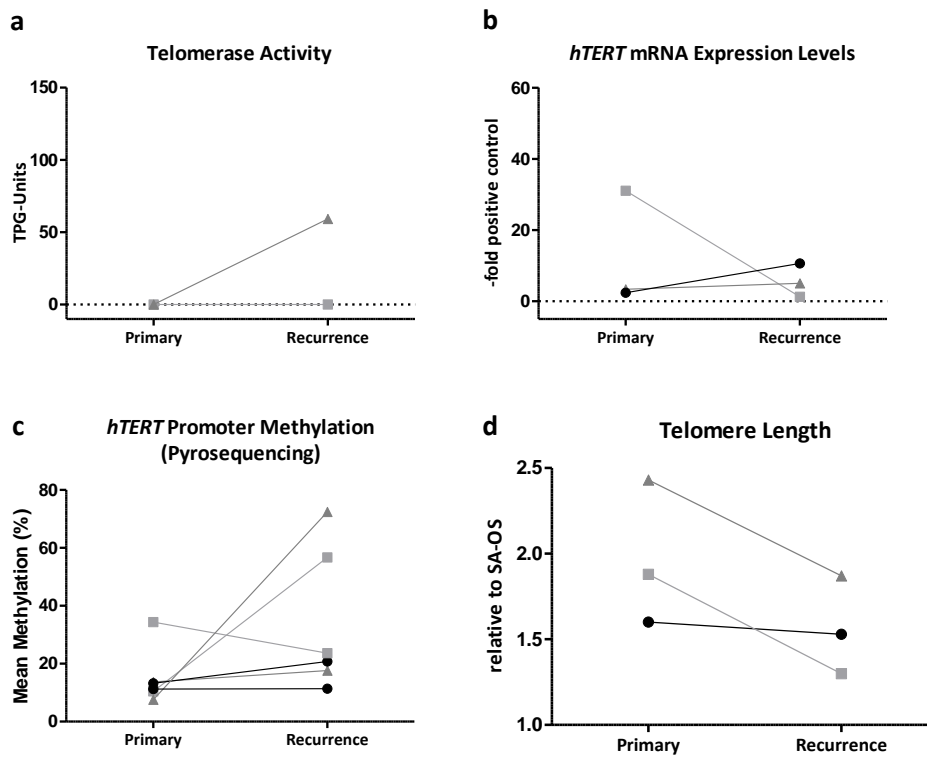 a
Telomerase Activity
150
100
50
0
TPG-Units
Primary Recurrence
b
hTERT mRNA Expression Levels
60
40
20
0
-fold positive control
Primary Recurrence
c
hTERT Promoter Methylation
(Pyrosequencing)
80
60
40
20
0
Mean Methylation (%)
Primary Recurrence
d
Telomere Length
2.5
2.0
1.5
1.0
relative to SA-OS
Primary Recurrence